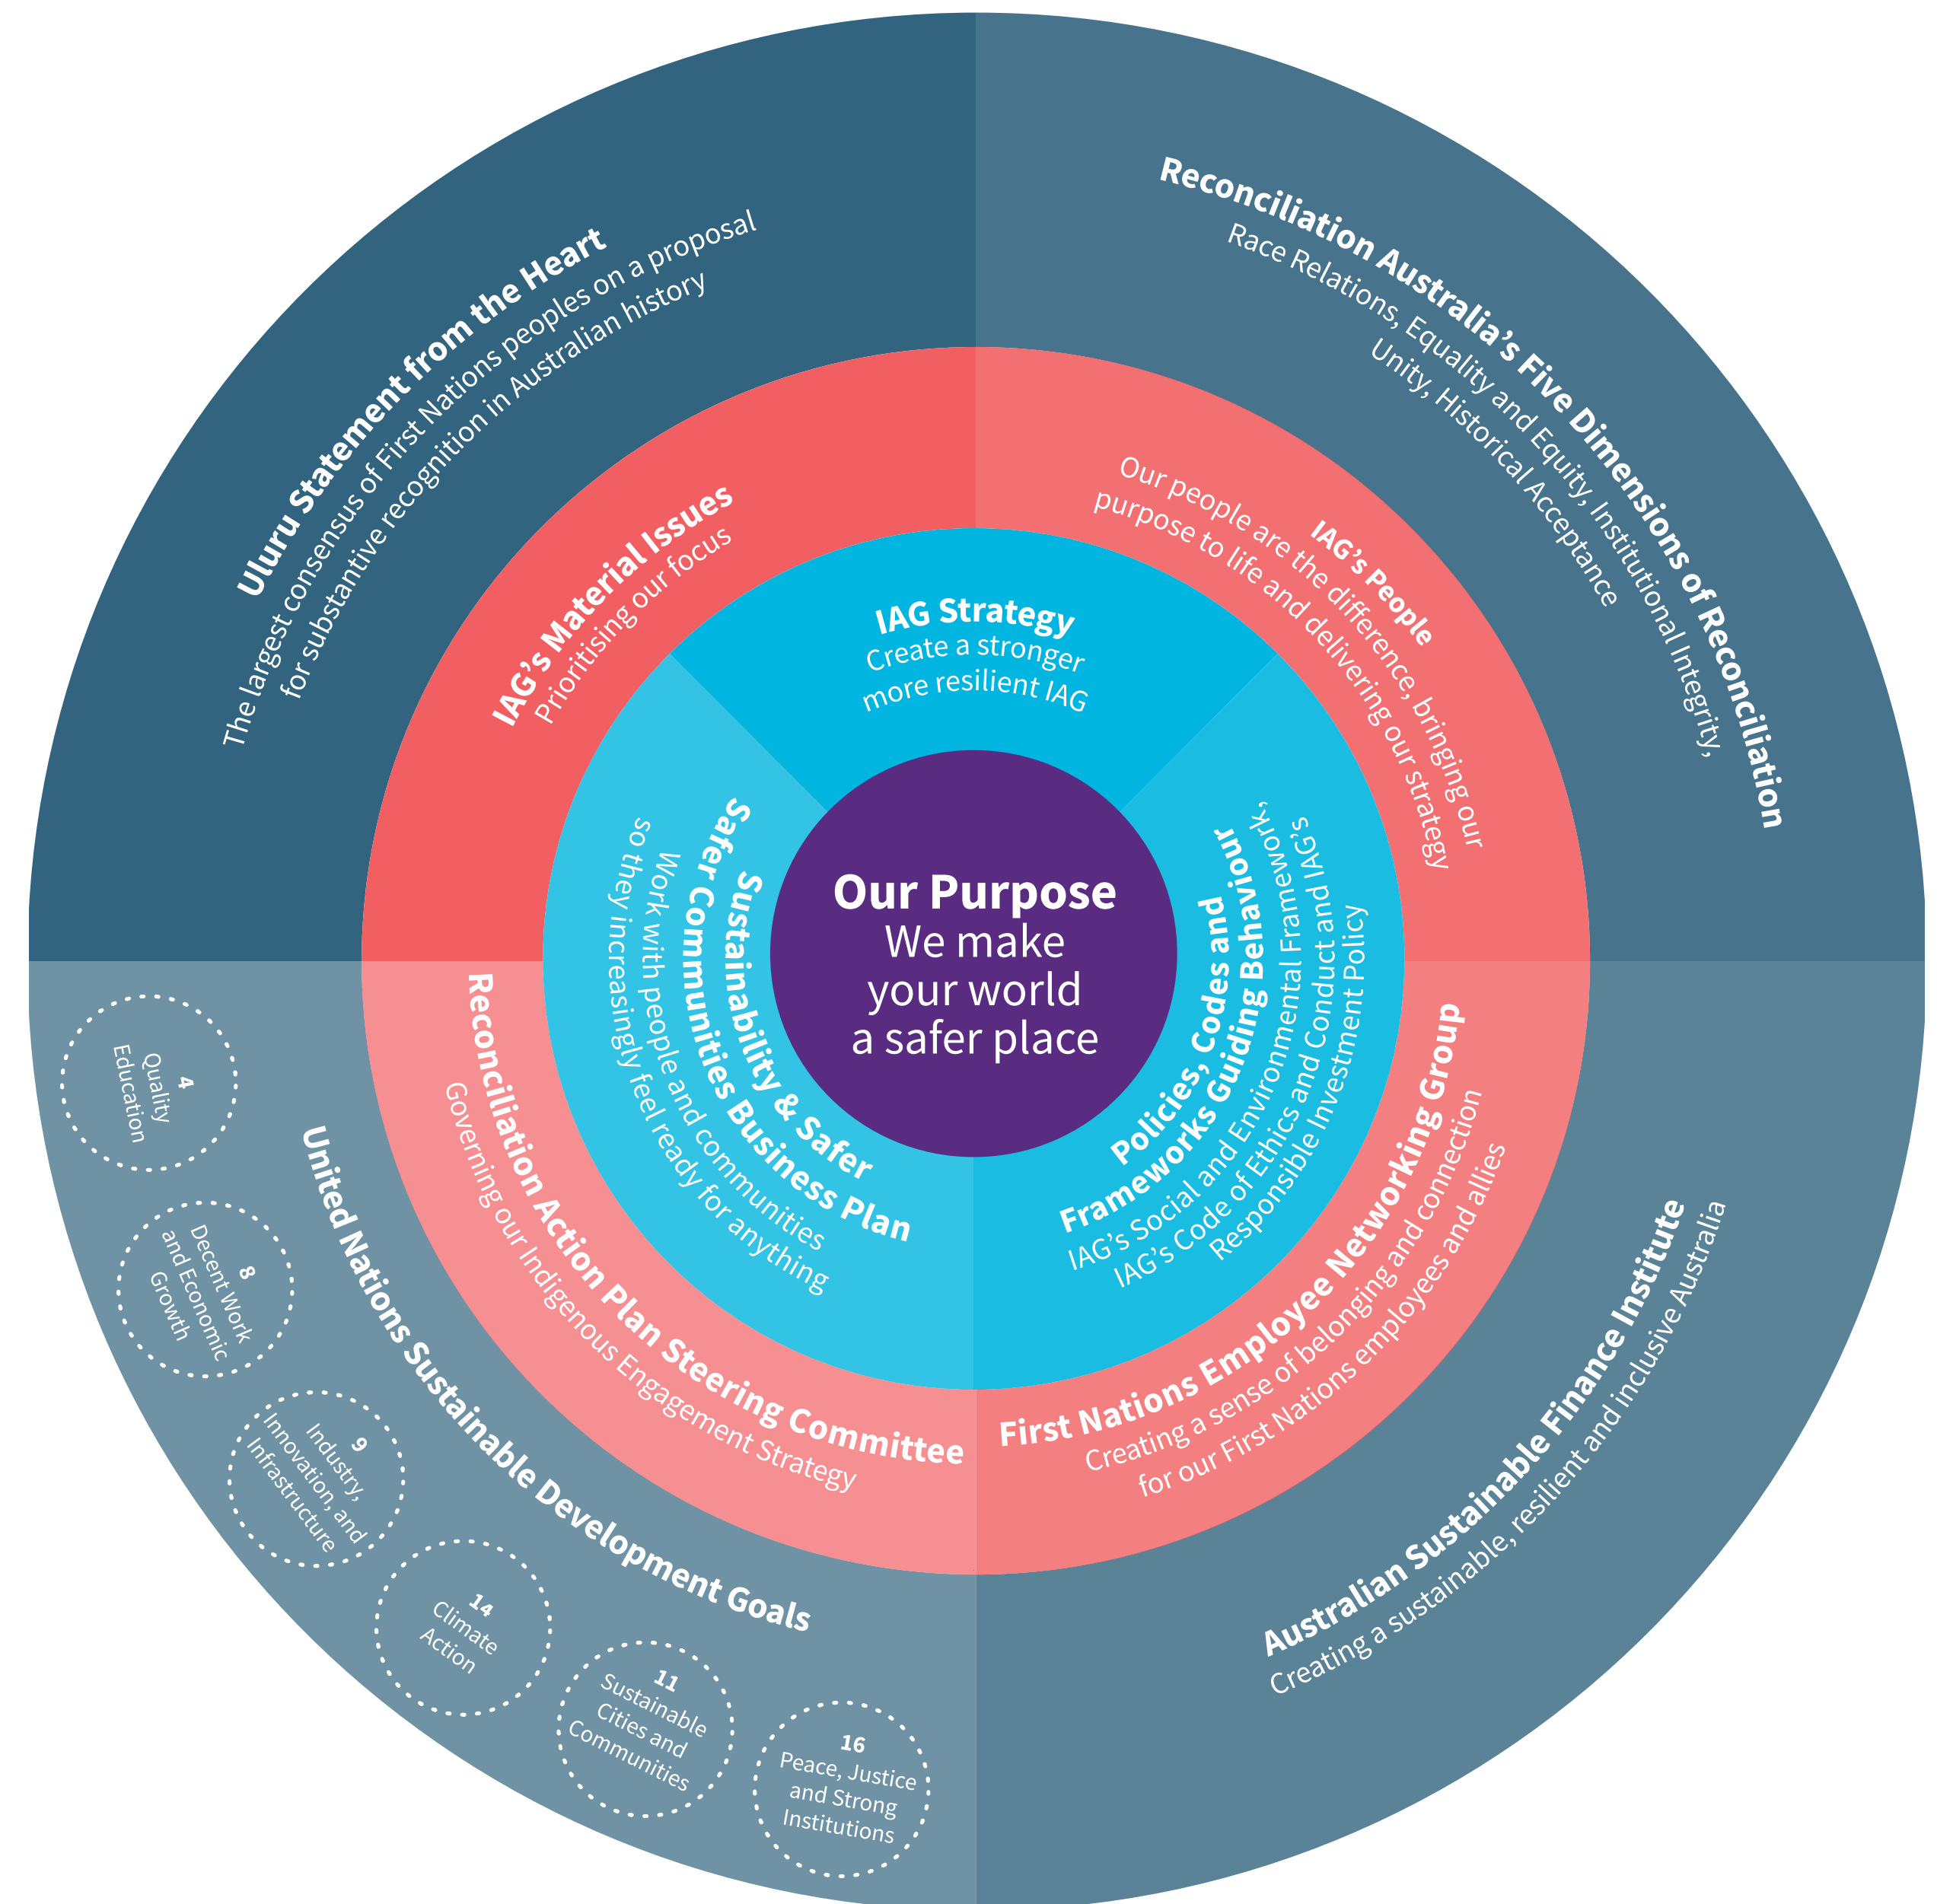 Uluru Statement from the Heart
The largest consensus of First Nations peoples on a proposal
for substantive recognition in Australian history
Reconciliation Australia’s Five Dimensions of Reconciliation
Race Relations, Equality and Equity, Institutional Integrity,
Unity, Historical Acceptance
IAG’s Material Issues
Prioritising our focus
IAG’s People
Our people are the difference, bringing our
purpose to life and delivering our strategy
IAG Strategy
Create a stronger
more resilient IAG
Our Purpose
We make
your world
a safer place
Sustainability & Safer
Safer Communities Business Plan
Work with people and communities
so they increasingly feel ready for anything
Policies, Codes and
Frameworks Guiding Behaviour
IAG’s Social and Environmental Framework,
IAG’s Code of Ethics and Conduct and IAG’s
Responsible Investment Policy
Reconciliation Action Plan Steering Committee
Governing our Indigenous Engagement Strategy
First Nations Employee Networking Group
Creating a sense of belonging and connection
for our First Nations employees and allies
United Nations Sustainable Development Goals
4
Quality
Education
8
Decent Work
and Economic
Growth
9
Industry,
Innovation, and
Infrastructure
14
Climate
Action
11
Sustainable
Cities and
Communities
16
Peace, Justice
and Strong
Institutions
Australian Sustainable Finance Institute
Creating a sustainable, resilient and inclusive Australia